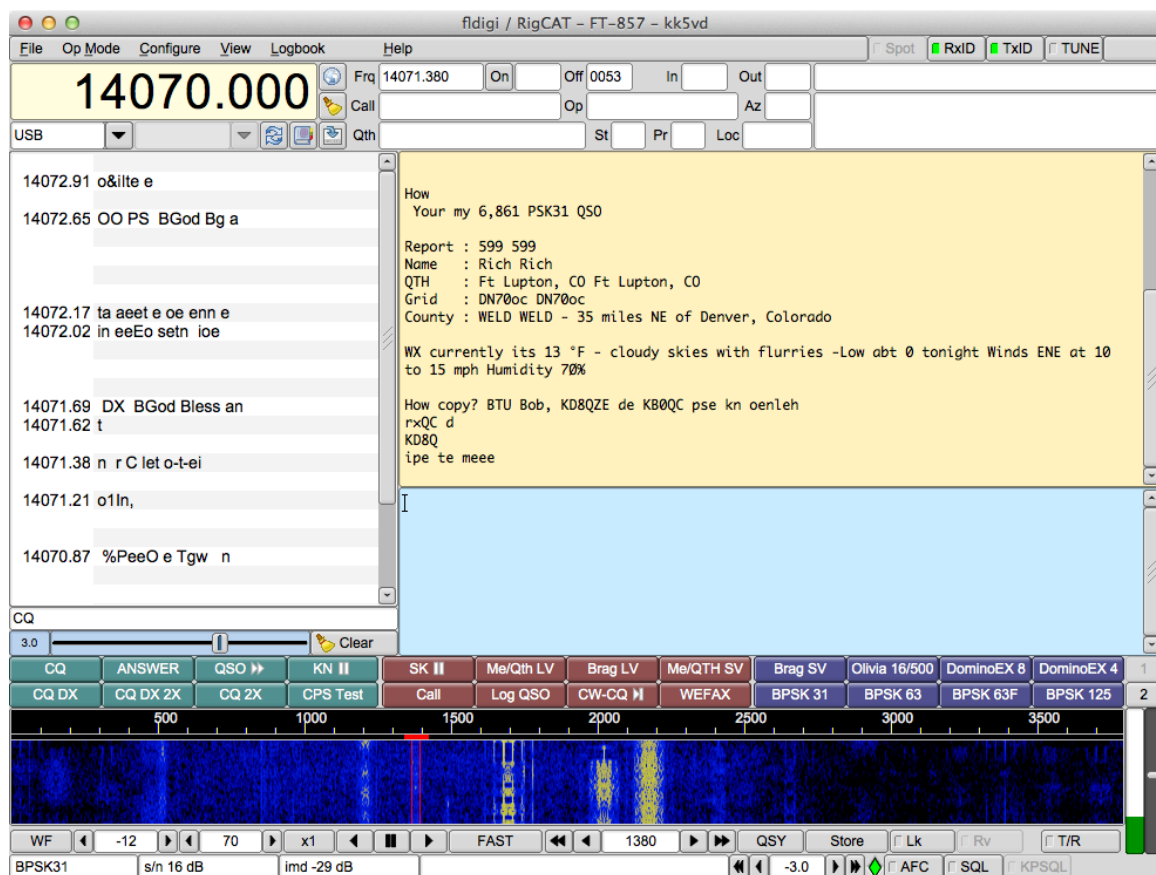 fldigi / RigCAT - FT-857 - kk5vd
File Op Mode Configure View Logbook Help Spot RxID TxID TUNE
14070.000 Frq 14071.380 On Off 0053 In Out
Call Op Az
USB Qth St Pr Loc
14072.91 o&ilte e
14072.65 OO PS BGod Bg a
14072.17 ta aeet e oe enn e
14072.02 in eeEo setn ioe
14071.69 DX BGod Bless an
14071.62 t
14071.38 n r C let o-t-ei
14071.21 o1In,
14070.87 %PeeO e Tgw n
CQ
3.0 Clear
How
Your my 6,861 PSK31 QSO
Report : 599 599
Name : Rich Rich
QTH : Ft Lupton, CO Ft Lupton, CO
Grid : DN70oc DN70oc
County : WELD WELD - 35 miles NE of Denver, Colorado
WX currently its 13 °F - cloudy skies with flurries -Low abt 0 tonight Winds ENE at 10
to 15 mph Humidity 70%
How copy? BTU Bob, KD8QZE de KB0QC pse kn oenleh
rxQC d
KD8Q
ipe te meee
CQ ANSWER QSO KN SK Me/Qth LV Brag LV Me/QTH SV Brag SV Olivia 16/500 DominoEX 8 DominoEX 4 1
CQ DX CQ DX 2X CQ 2X CPS Test Call Log QSO CW-CQ WEFAX BPSK 31 BPSK 63 BPSK 63F BPSK 125 2
500 1000 1500 2000 2500 3000 3500
WF -12 70 x1 FAST 1380 QSY Store Lk Rv T/R
BPSK31 s/n 16 dB imd -29 dB -3.0 AFC SQL KPSQL